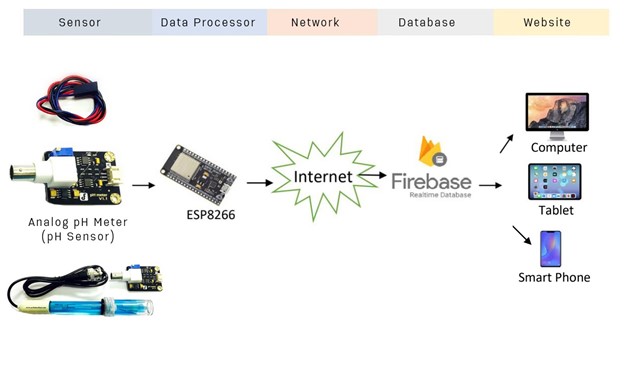 Sensor
Data Processor
Network
Database
Website
Analog pH Meter
(pH Sensor)
ESP8266
Internet
Firebase
Realtime Database
Computer
Tablet
Smart Phone